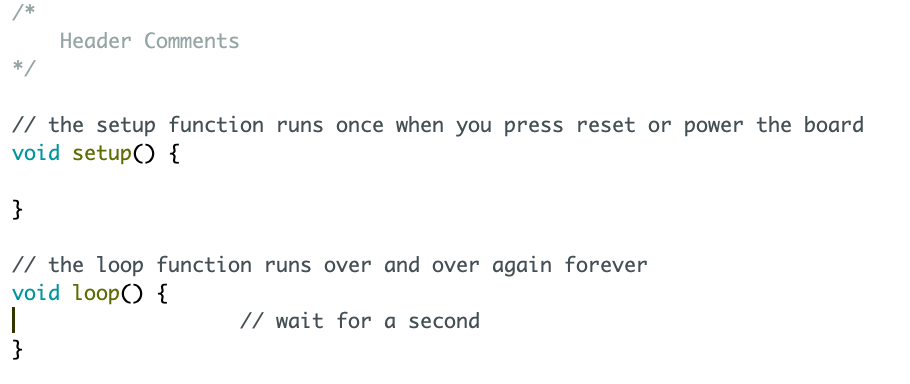 /*
    Header Comments
*/

// the setup function runs once when you press reset or power the board
void setup() {

}

// the loop function runs over and over again forever
void loop() {
                   // wait for a second
}